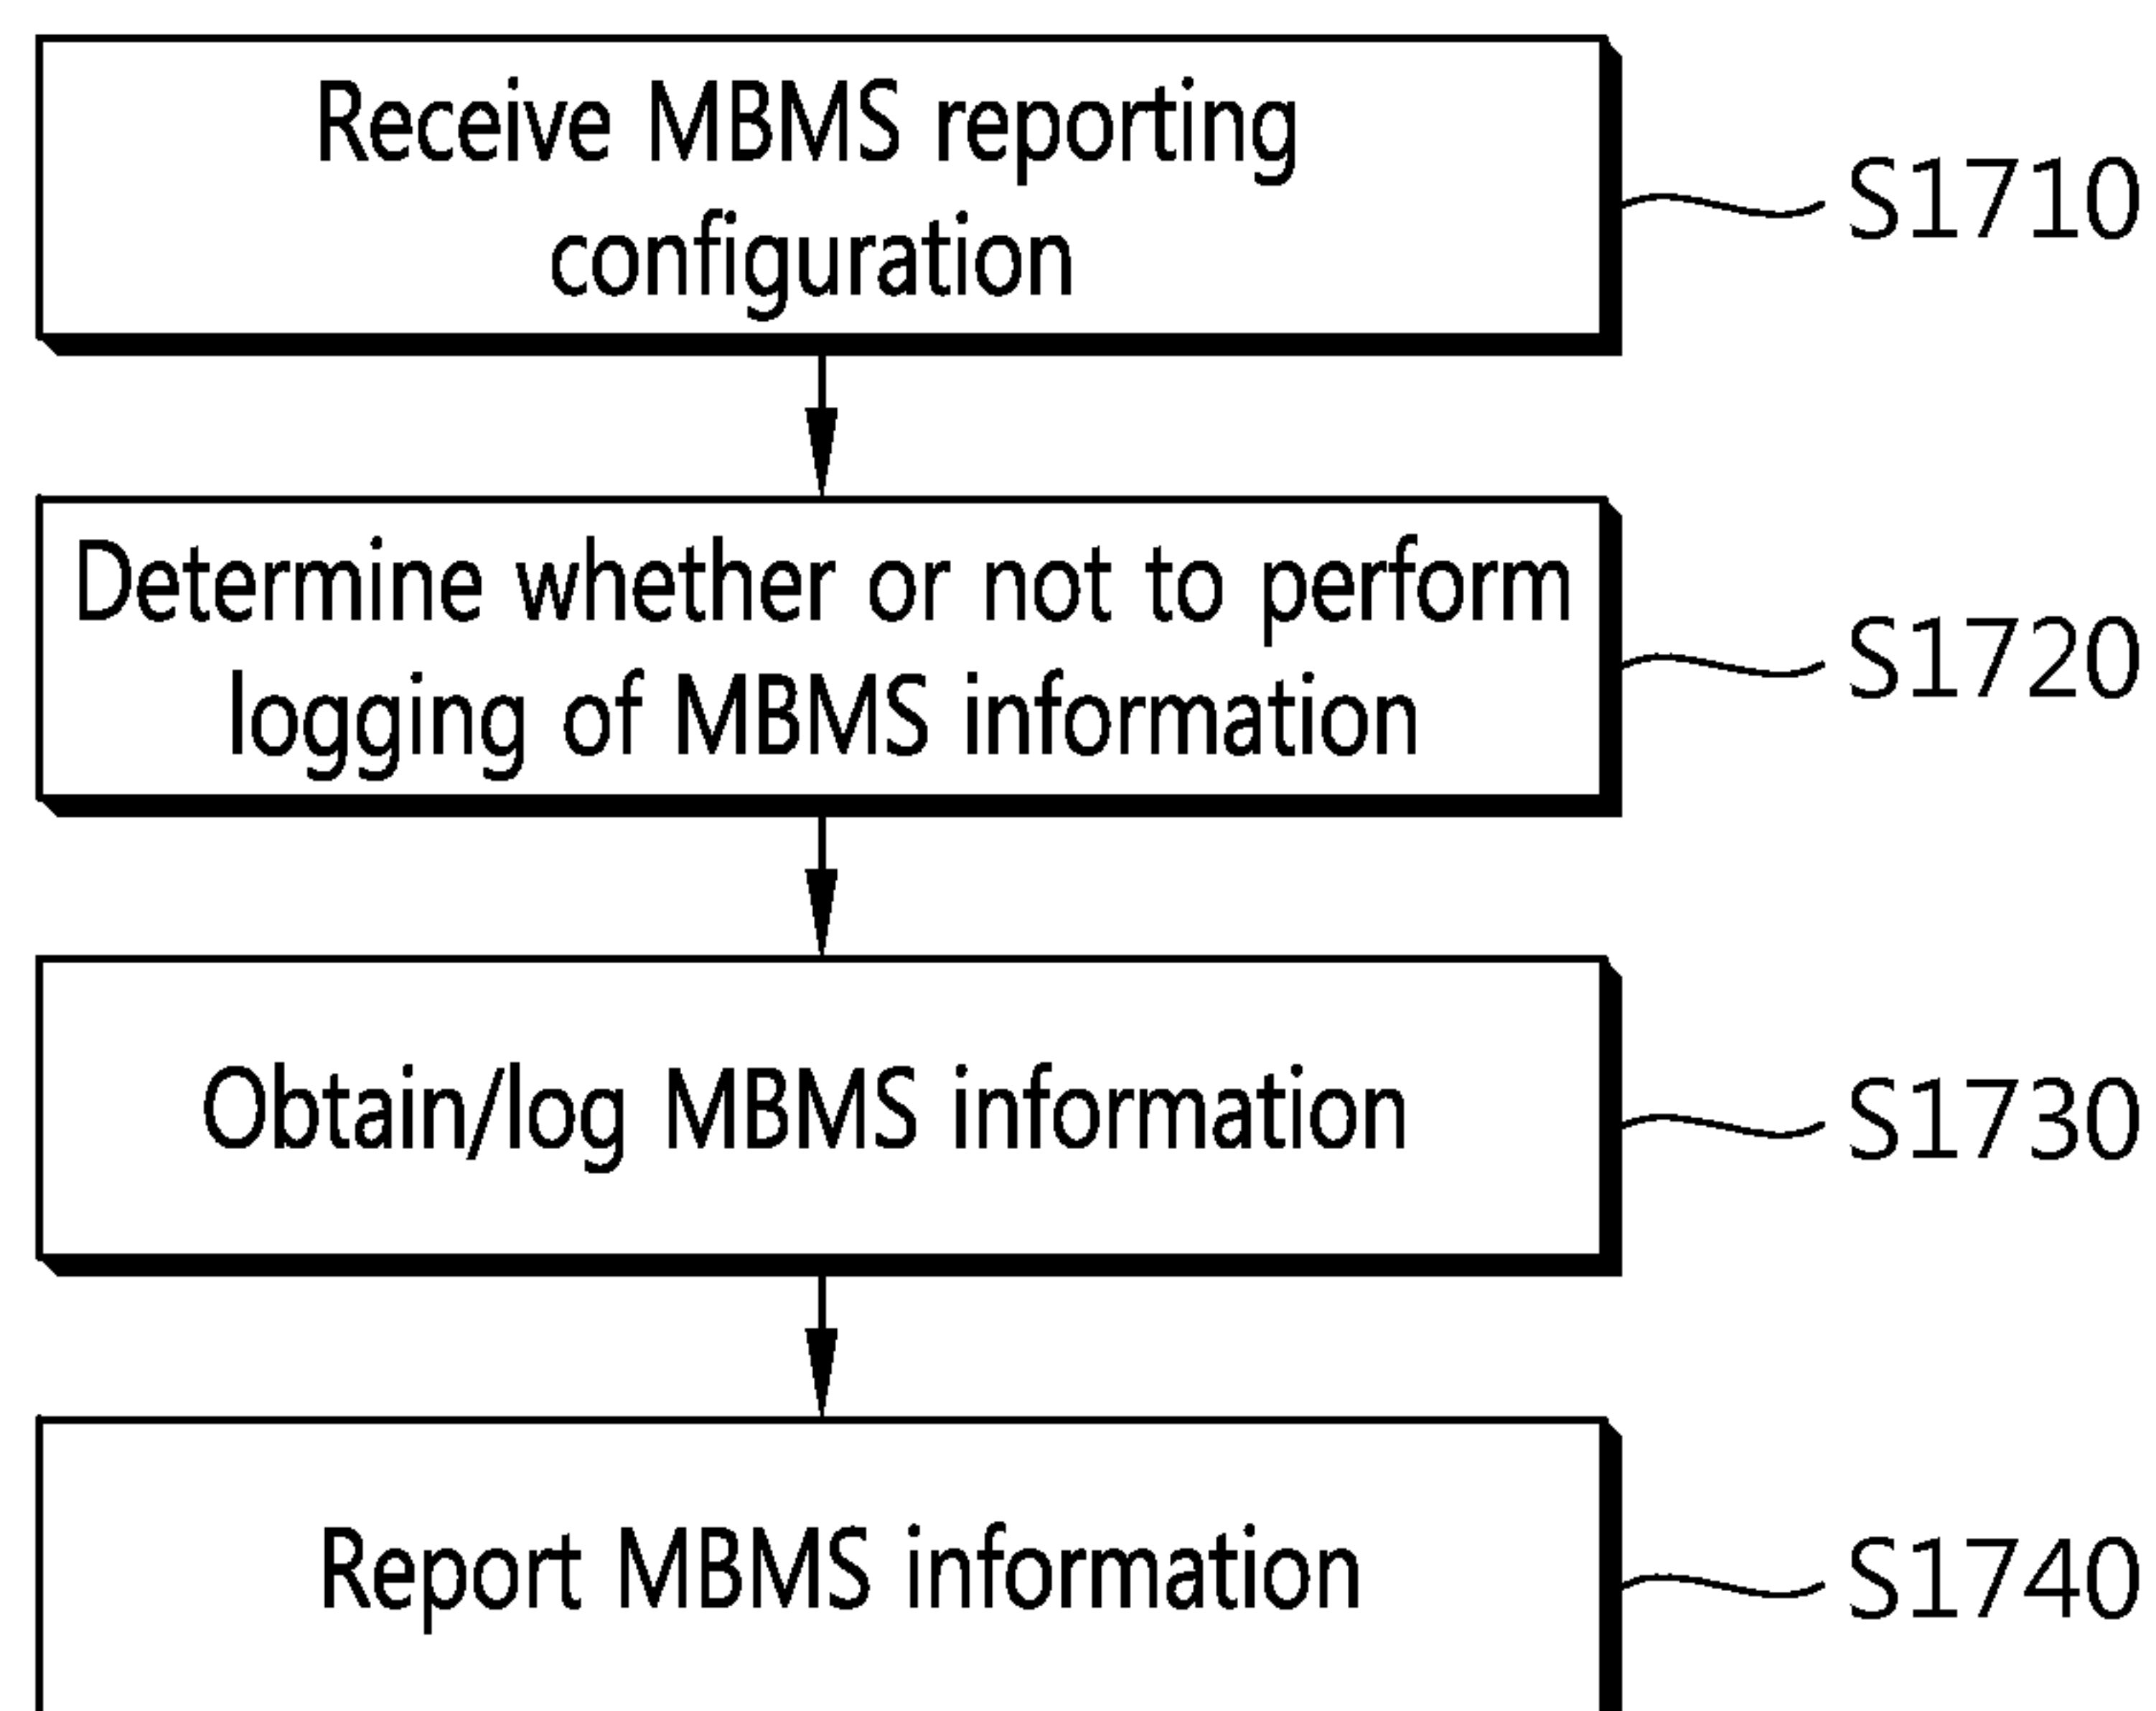 Receive MBMS reporting
configuration
S1710
Determine whether or not to perform
logging of MBMS information
S1720
Obtain/log MBMS information
S1730
Report MBMS information
S1740